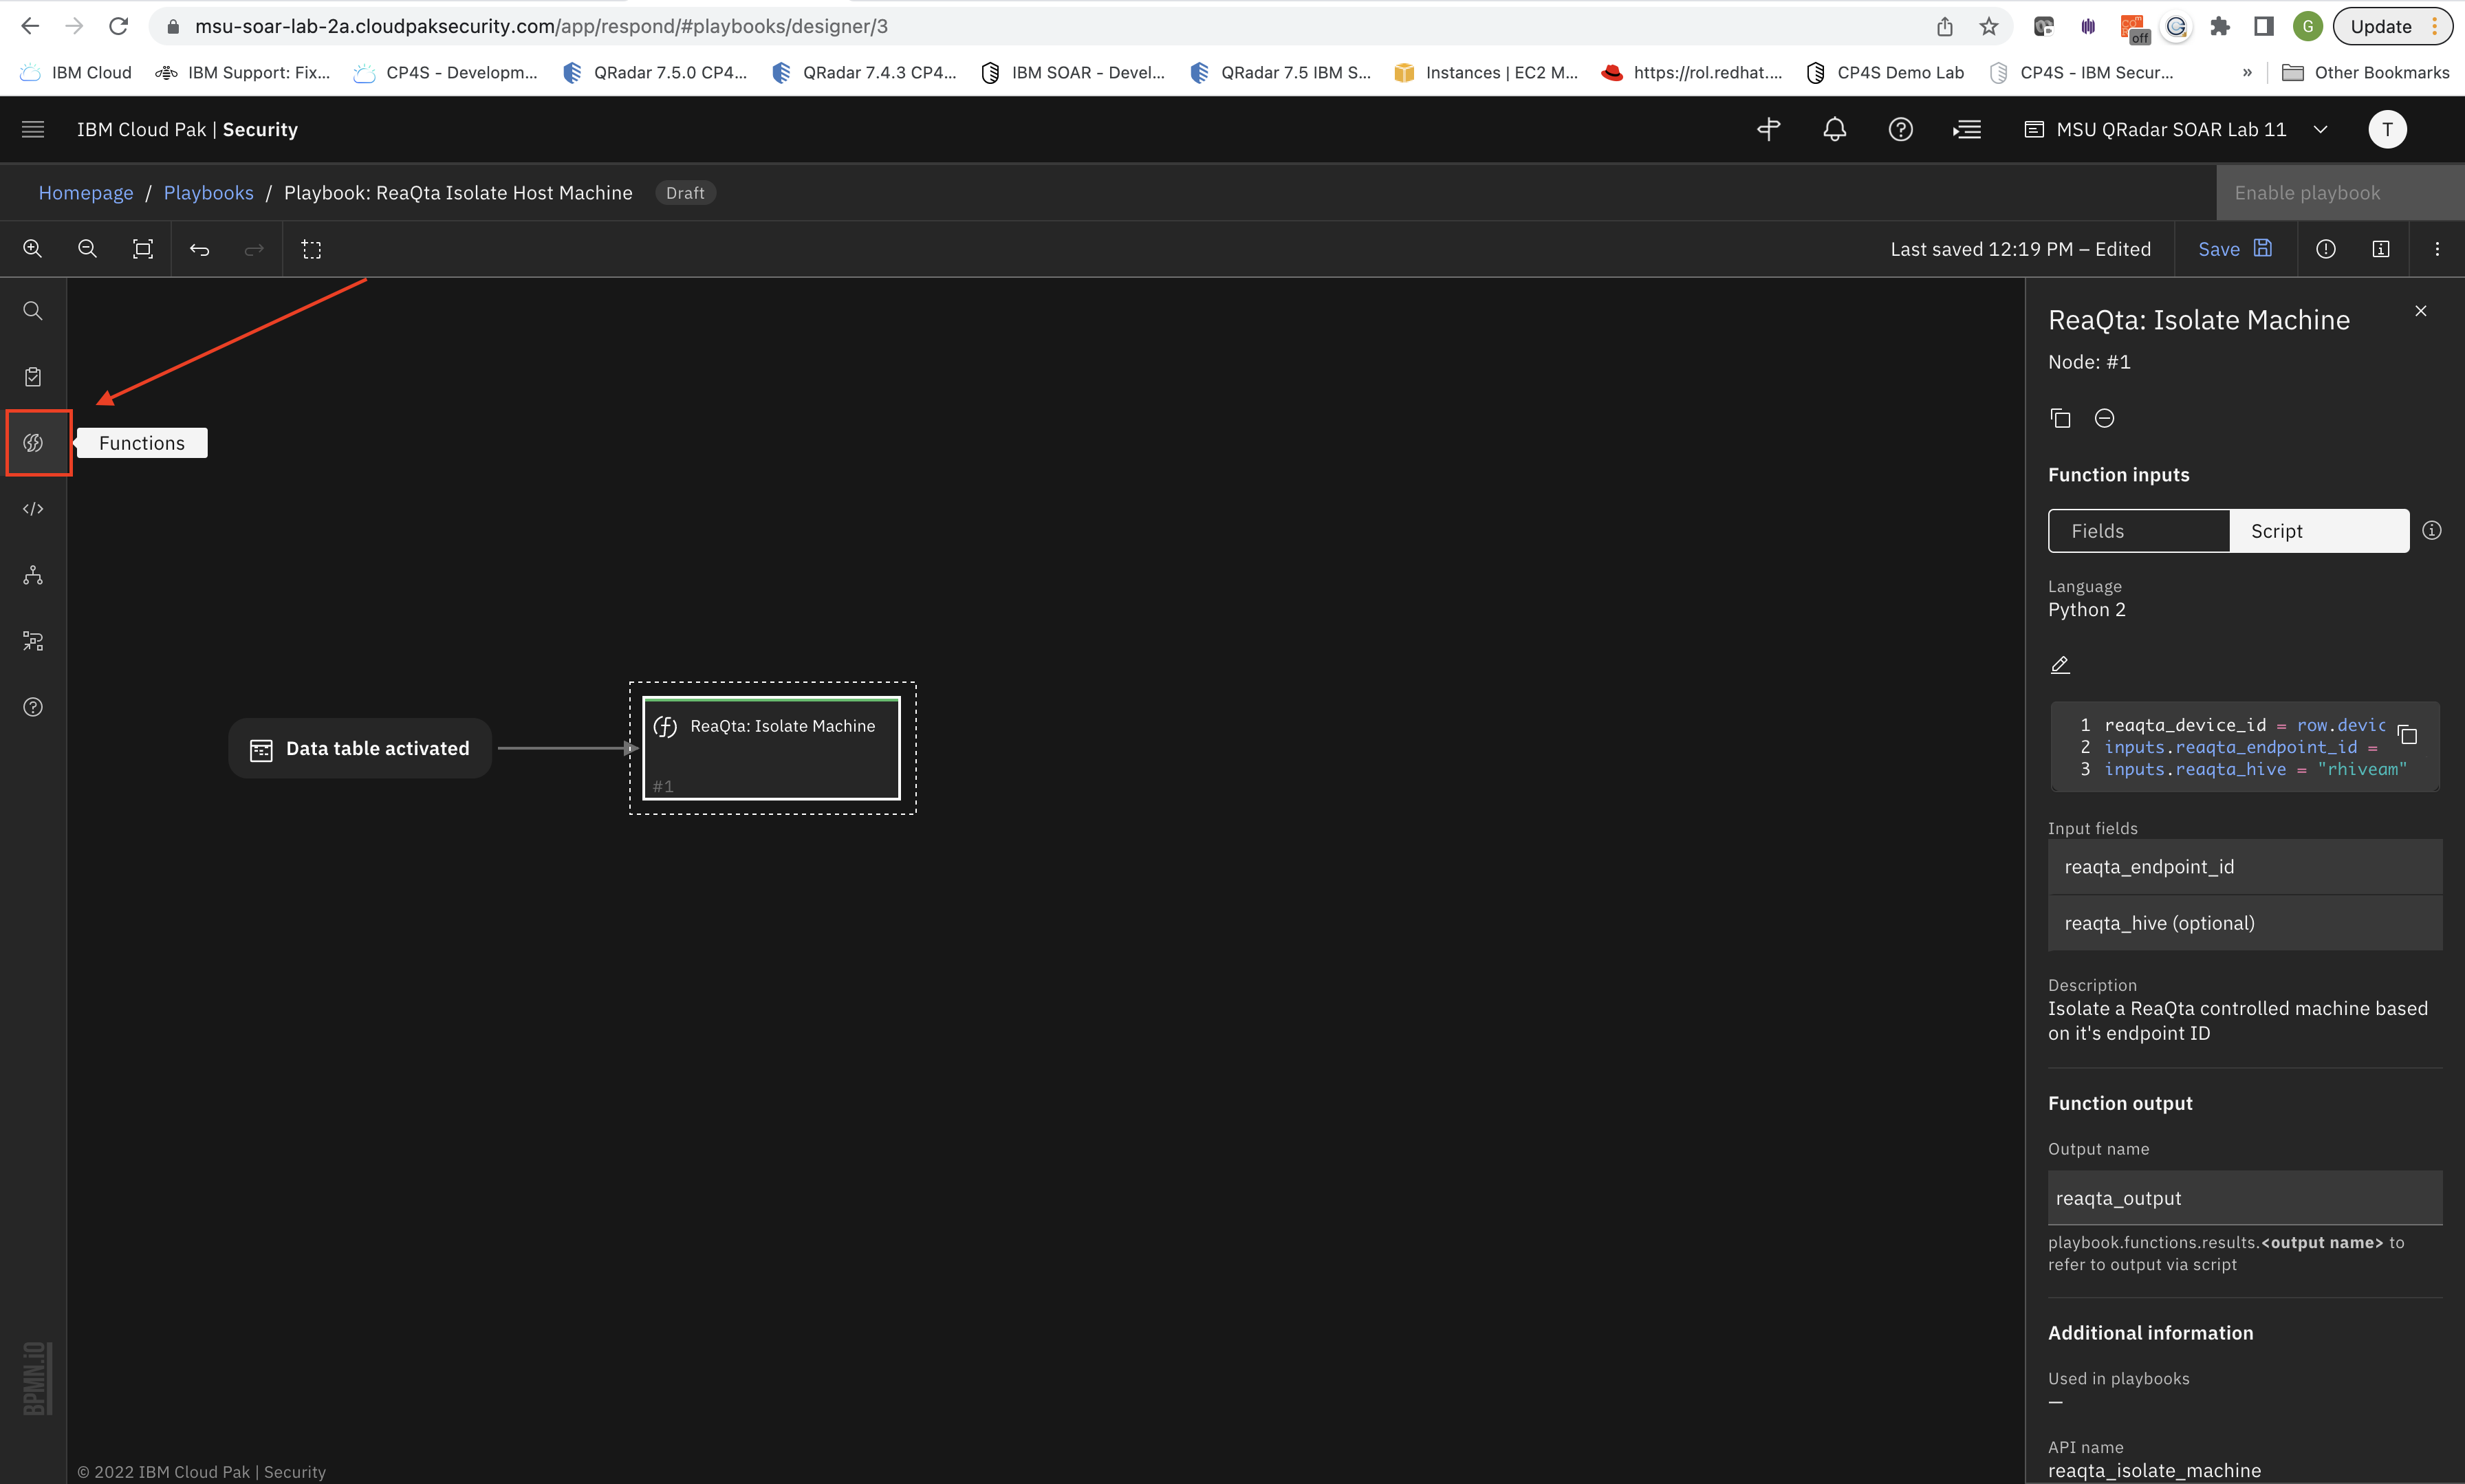 msu-soar-lab-2a.cloudpaksecurity.com/app/respond/#playbooks/designer/3
off
G
Update
IBM Cloud
IBM Support: Fix...
CP4S - Developm...
QRadar 7.5.0 CP4...
QRadar 7.4.3 CP4...
IBM SOAR - Devel...
QRadar 7.5 IBM S...
Instances | EC2 M...
https://rol.redhat....
CP4S Demo Lab
CP4S - IBM Secur...
»
Other Bookmarks
IBM Cloud Pak | Security
MSU QRadar SOAR Lab 11
T
Homepage / Playbooks / Playbook: ReaQta Isolate Host Machine
Draft
Enable playbook
Last saved 12:19 PM – Edited
Save
Functions
Data table activated
ReaQta: Isolate Machine
#1
ReaQta: Isolate Machine
Node: #1
Function inputs
Fields
Script
Language
Python 2
1 reaqta_device_id = row.devic
2 inputs.reaqta_endpoint_id =
3 inputs.reaqta_hive = "rhiveam"
Input fields
reaqta_endpoint_id
reaqta_hive (optional)
Description
Isolate a ReaQta controlled machine based
on it's endpoint ID
Function output
Output name
reaqta_output
playbook.functions.results.<output name> to
refer to output via script
Additional information
Used in playbooks
—
API name
reaqta_isolate_machine
BPMN.iO
© 2022 IBM Cloud Pak | Security